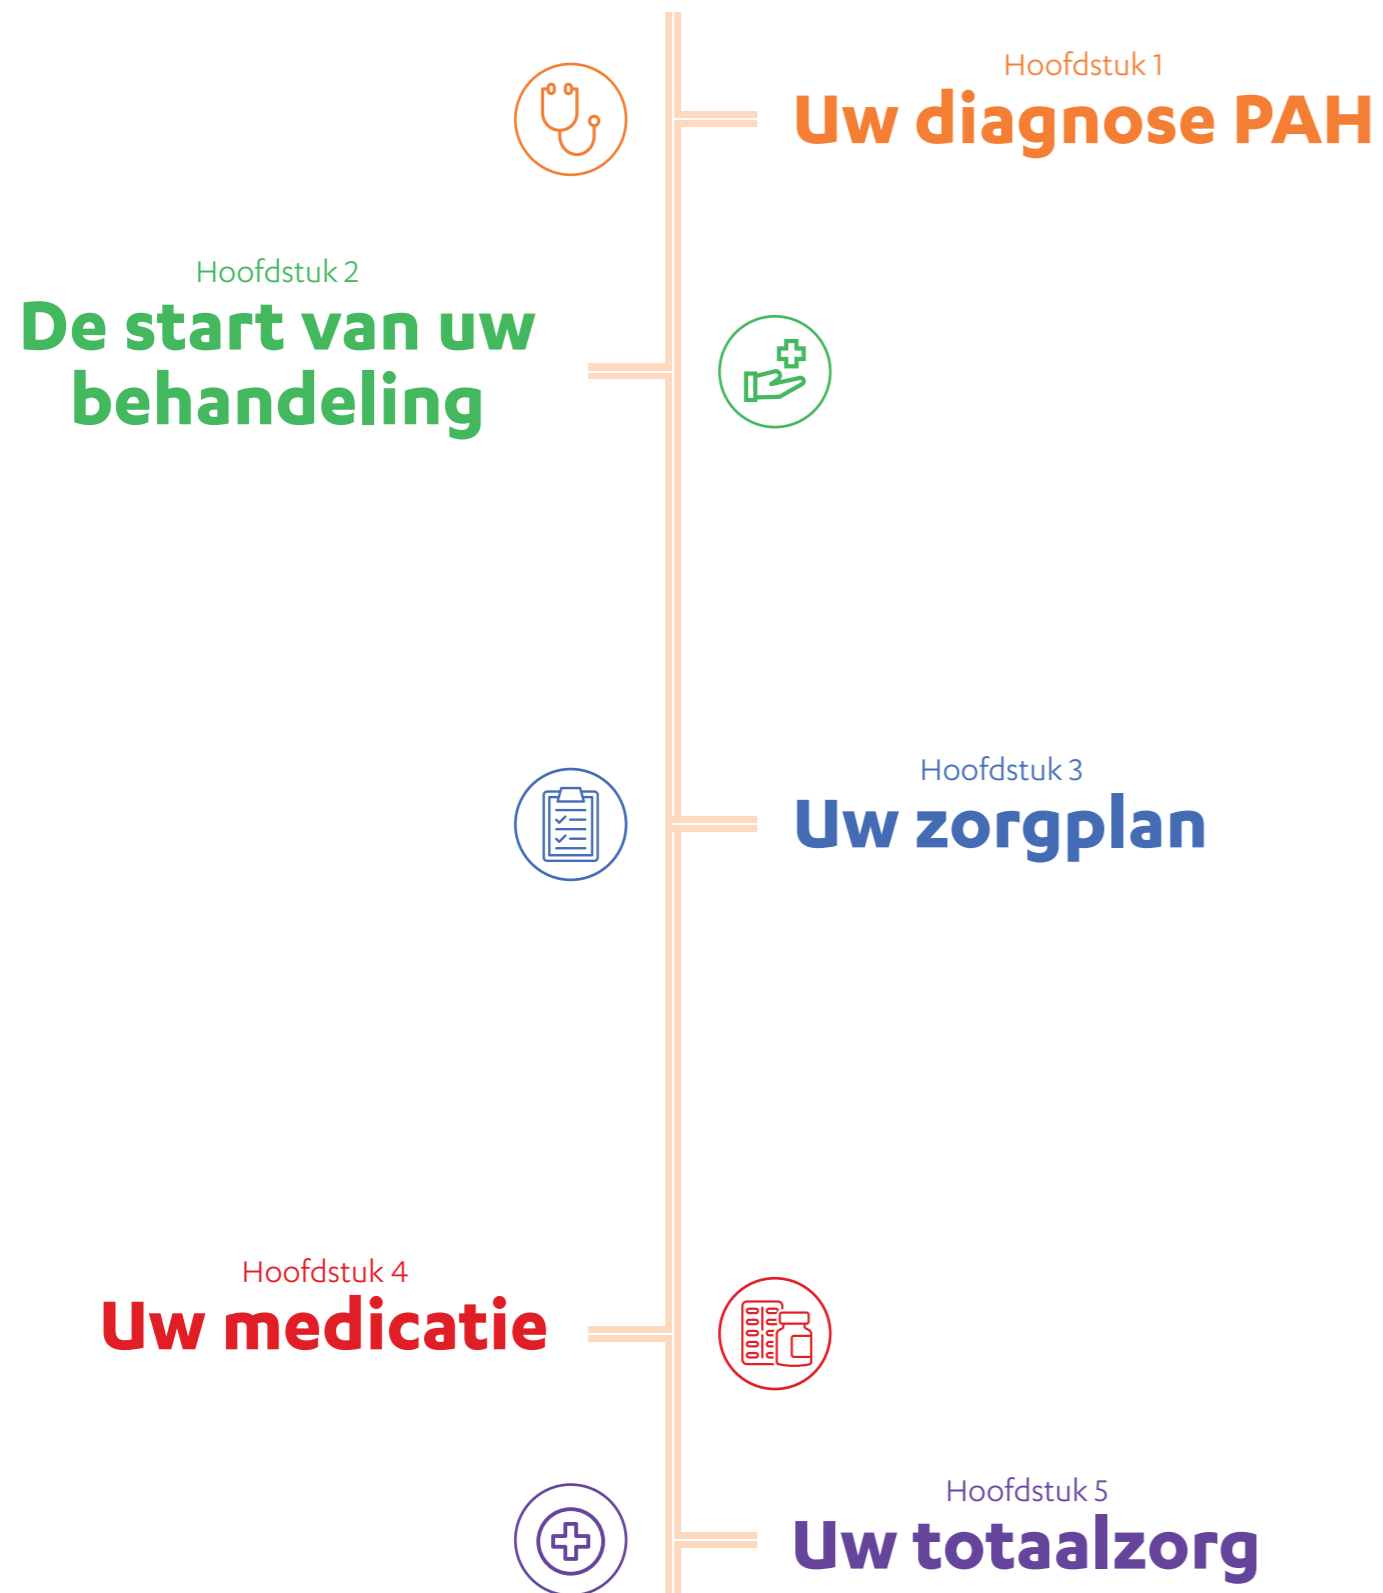 Hoofdstuk 1
Uw diagnose PAH
Hoofdstuk 2
De start van uw
behandeling
Hoofdstuk 3
Uw zorgplan
Hoofdstuk 4
Uw medicatie
Hoofdstuk 5
Uw totaalzorg